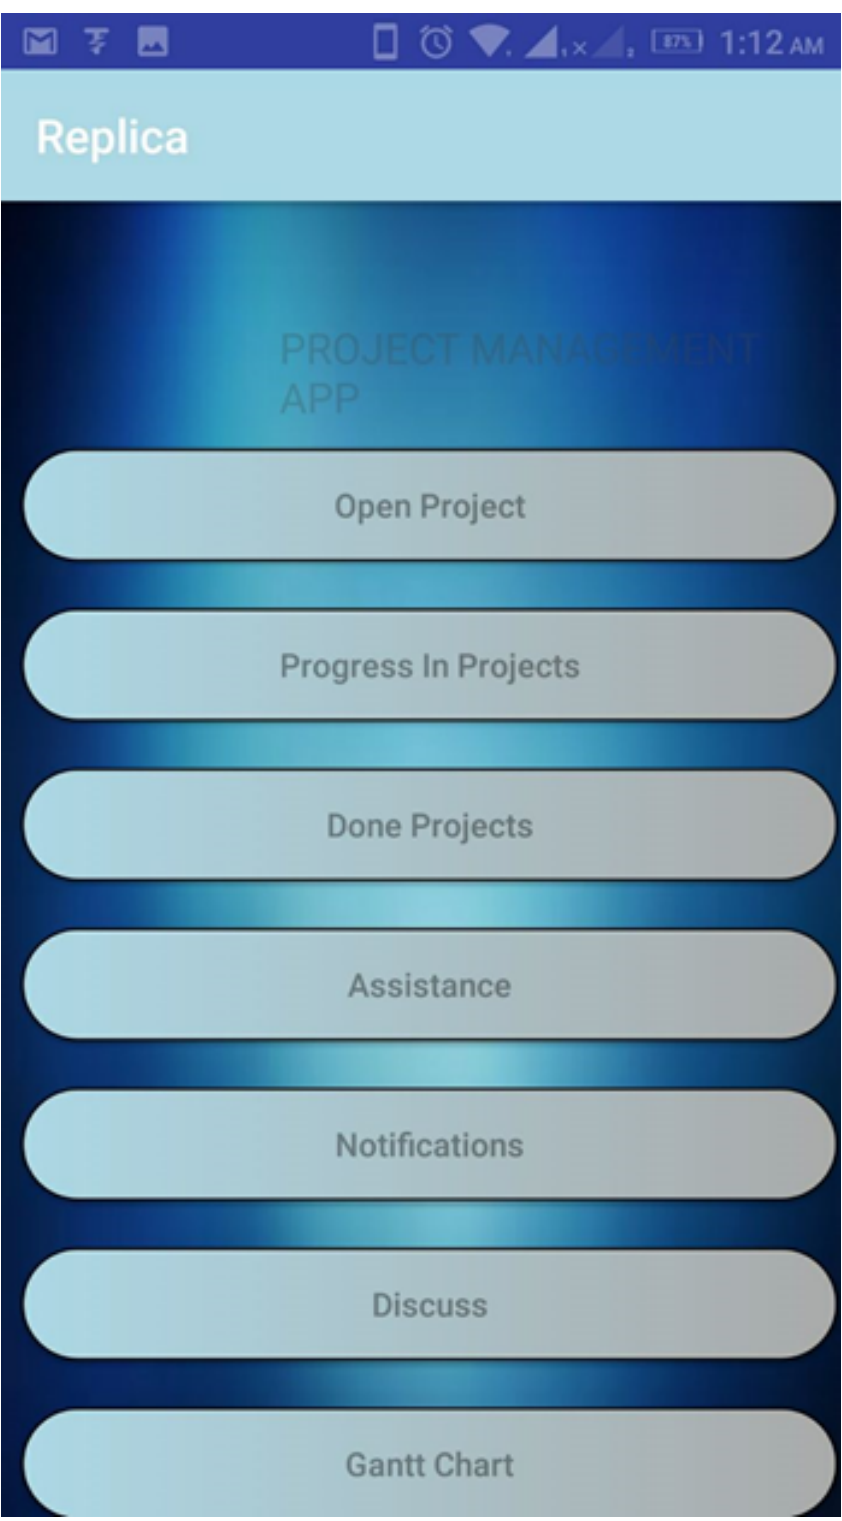 87%
1:12 AM
Replica
PROJECT MANAGEMENT
APP
Open Project
Progress In Projects
Done Projects
Assistance
Notifications
Discuss
Gantt Chart